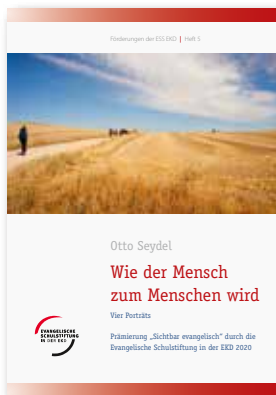 Förderungen der ESS EKD | Heft 5
Otto Seydel
Wie der Mensch
zum Menschen wird
Vier Porträts
Prämierung „Sichtbar evangelisch“ durch die
Evangelische Schulstiftung in der EKD 2020
EVANGELISCHE
SCHULSTIFTUNG
IN DER EKD